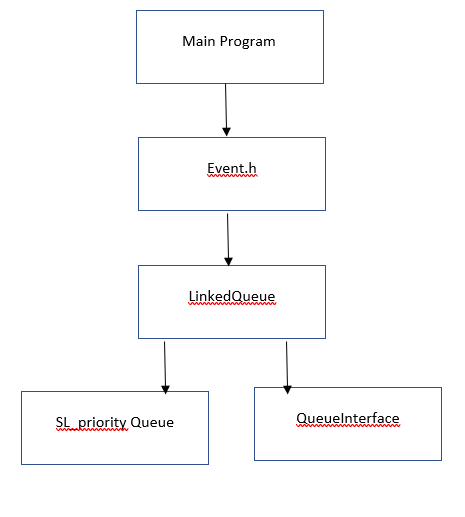 Main Program
Event.h
LinkedQueue
SL_priority Queue
QueueInterface